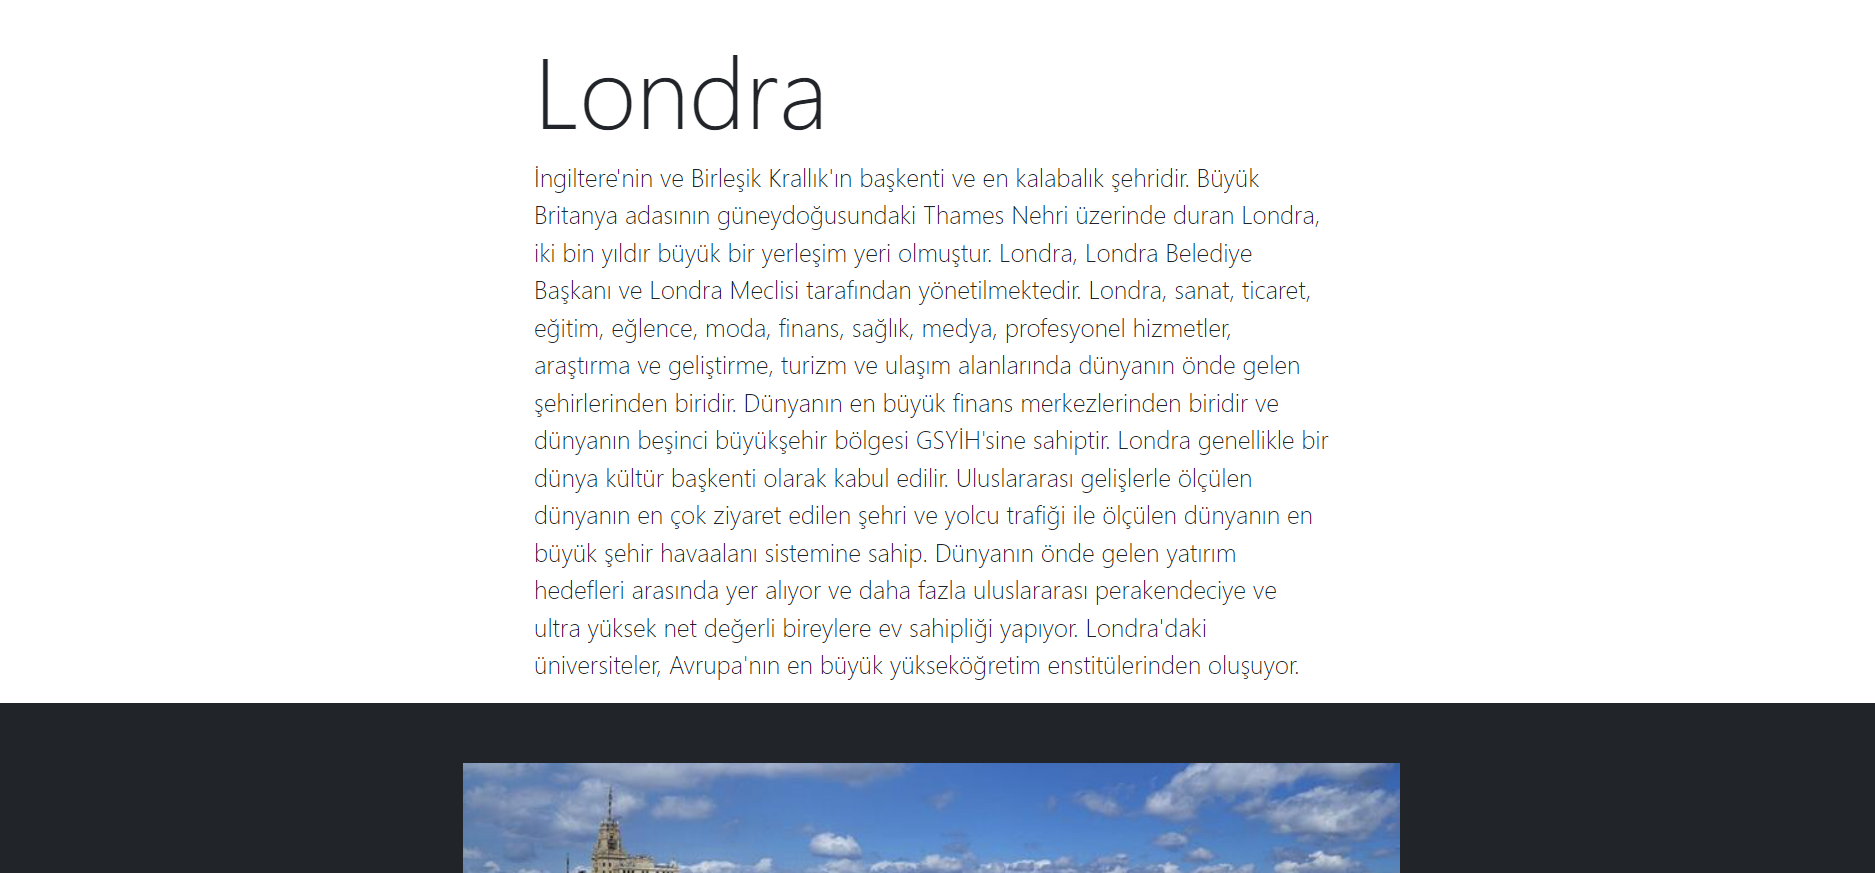 Londra
İngiltere'nin ve Birleşik Krallık'ın başkenti ve en kalabalık şehridir. Büyük
Britanya adasının güneydoğusundaki Thames Nehri üzerinde duran Londra,
iki bin yıldır büyük bir yerleşim yeri olmuştur. Londra, Londra Belediye
Başkanı ve Londra Meclisi tarafından yönetilmektedir. Londra, sanat, ticaret,
eğitim, eğlence, moda, finans, sağlık, medya, profesyonel hizmetler,
araştırma ve geliştirme, turizm ve ulaşım alanlarında dünyanın önde gelen
şehirlerinden biridir. Dünyanın en büyük finans merkezlerinden biridir ve
dünyanın beşinci büyükşehir bölgesi GSYİH'sine sahiptir. Londra genellikle bir
dünya kültür başkenti olarak kabul edilir. Uluslararası gelişlerle ölçülen
dünyanın en çok ziyaret edilen şehri ve yolcu trafiği ile ölçülen dünyanın en
büyük şehir havaalanı sistemine sahip. Dünyanın önde gelen yatırım
hedefleri arasında yer alıyor ve daha fazla uluslararası perakendeciye ve
ultra yüksek net değerli bireylere ev sahipliği yapıyor. Londra'daki
üniversiteler, Avrupa'nın en büyük yükseköğretim enstitülerinden oluşuyor.